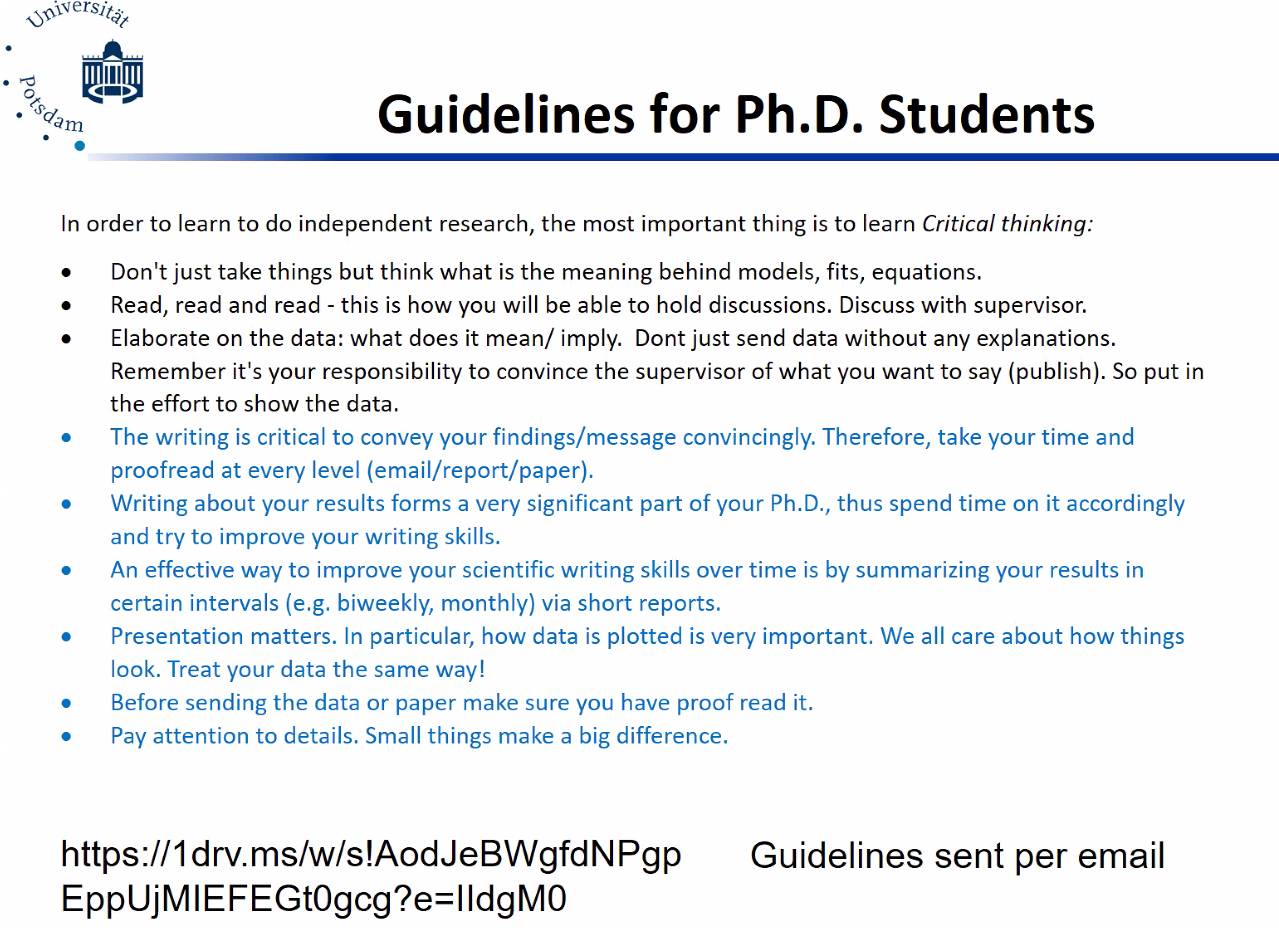 Universität
Potsdam
Guidelines for Ph.D. Students
In order to learn to do independent research, the most important thing is to learn Critical thinking:
• Don't just take things but think what is the meaning behind models, fits, equations.
• Read, read and read - this is how you will be able to hold discussions. Discuss with supervisor.
• Elaborate on the data: what does it mean/ imply.  Dont just send data without any explanations.
Remember it's your responsibility to convince the supervisor of what you want to say (publish). So put in
the effort to show the data.
• The writing is critical to convey your findings/message convincingly. Therefore, take your time and
proofread at every level (email/report/paper).
• Writing about your results forms a very significant part of your Ph.D., thus spend time on it accordingly
and try to improve your writing skills.
• An effective way to improve your scientific writing skills over time is by summarizing your results in
certain intervals (e.g. biweekly, monthly) via short reports.
• Presentation matters. In particular, how data is plotted is very important. We all care about how things
look. Treat your data the same way!
• Before sending the data or paper make sure you have proof read it.
• Pay attention to details. Small things make a big difference.
https://1drv.ms/w/s!AodJeBWgfdNPgp
EppUjMIEFEGt0gcg?e=IIdgM0
Guidelines sent per email